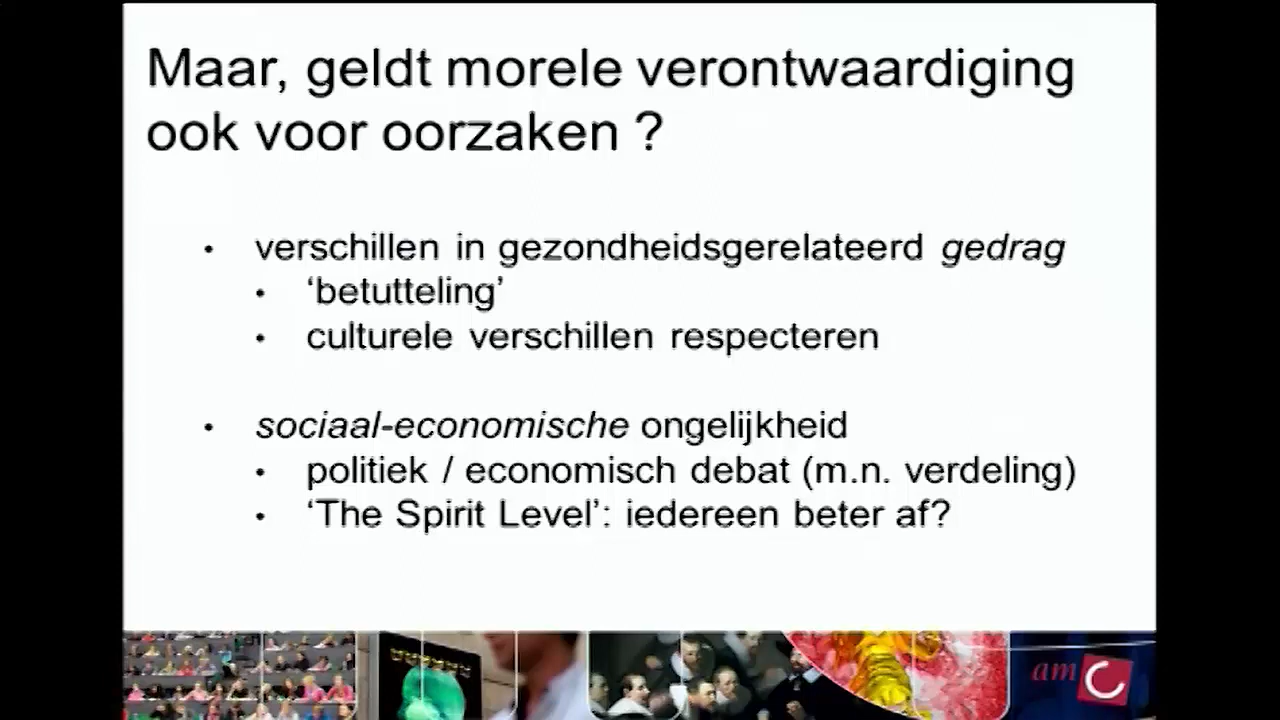 Maar, geldt morele verontwaardiging
ook voor oorzaken ?
• verschillen in gezondheidsgerelateerd gedrag
• ‘betutteling’
• culturele verschillen respecteren
• sociaal-economische ongelijkheid
• politiek / economisch debat (m.n. verdeling)
• ‘The Spirit Level’: iedereen beter af?
am